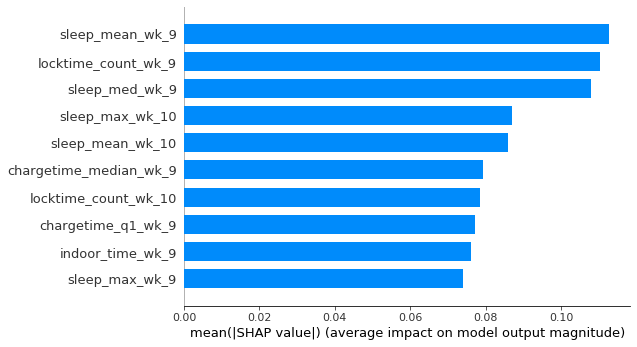 sleep_mean_wk_9
locktime_count_wk_9
sleep_med_wk_9
sleep_max_wk_10
sleep_mean_wk_10
chargetime_median_wk_9
locktime_count_wk_10
chargetime_q1_wk_9
indoor_time_wk_9
sleep_max_wk_9
0.00 0.02 0.04 0.06 0.08 0.10
mean(|SHAP value|) (average impact on model output magnitude)